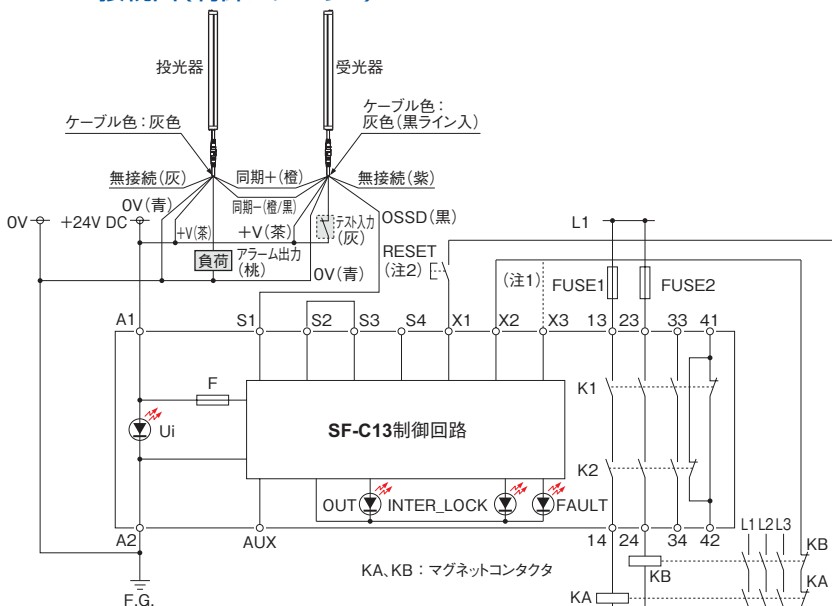 投光器
受光器
ケーブル色：灰色
ケーブル色：
灰色（黒ライン入）
無接続（灰）
同期＋（橙）
無接続（紫）
0V（青）
同期−（橙/黒）
0V
+24V DC
+V（茶）
+V（茶）
テスト入力
（灰）
OSSD（黒）
L1
負荷
アラーム出力
（桃）
0V（青）
RESET
（注2）
（注1）
FUSE1
FUSE2
A1
S1
S2
S3
S4
X1
X2
X3
13
23
33
41
F
K1
Ui
SF-C13制御回路
K2
OUT
INTER_LOCK
FAULT
A2
AUX
14
24
34
42
L1
L2
L3
KB
KA、KB：マグネットコンタクタ
KB
KA
KA
F.G.